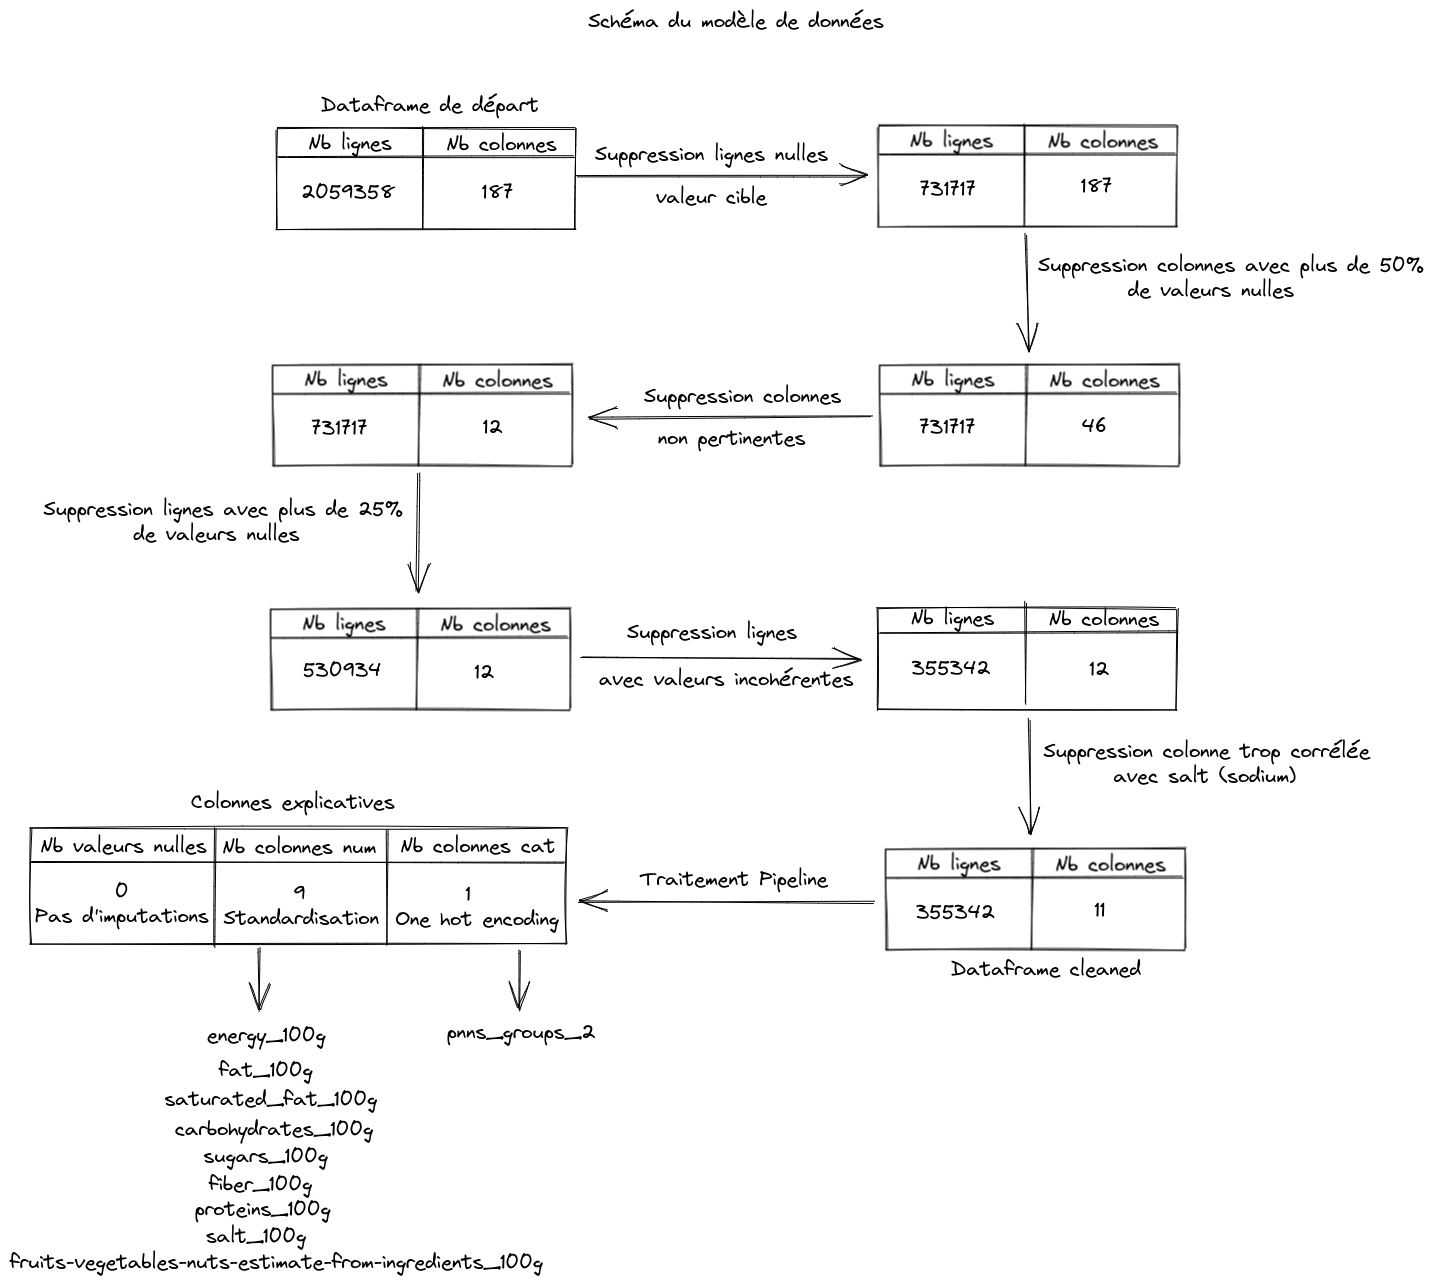 Schéma du modèle de données
Dataframe de départ
Nb lignes Nb colonnes
2059358 187
Suppression lignes nulles
valeur cible
Nb lignes Nb colonnes
731717 187
Suppression colonnes avec plus de 50%
de valeurs nulles
Nb lignes Nb colonnes
731717 46
Suppression colonnes
non pertinentes
Nb lignes Nb colonnes
731717 12
Suppression lignes avec plus de 25%
de valeurs nulles
Nb lignes Nb colonnes
530934 12
Suppression lignes
avec valeurs incohérentes
Nb lignes Nb colonnes
355342 12
Suppression colonne trop corrélée
avec salt (sodium)
Nb lignes Nb colonnes
355342 11
Dataframe cleaned
Traitement Pipeline
Colonnes explicatives
Nb valeurs nulles Nb colonnes num Nb colonnes cat
0 9 1
Pas d'imputations Standardisation One hot encoding
energy_100g
fat_100g
saturated_fat_100g
carbohydrates_100g
sugars_100g
fiber_100g
proteins_100g
salt_100g
fruits-vegetables-nuts-estimate-from-ingredients_100g
pnns_groups_2